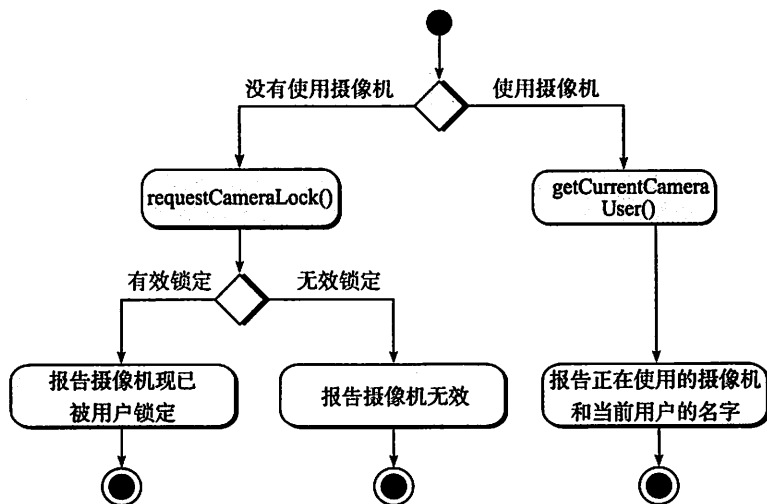 没有使用摄像机
使用摄像机
requestCameraLock()
getCurrentCamera
User()
有效锁定
无效锁定
报告摄像机现已
被用户锁定
报告摄像机无效
报告正在使用的摄像机
和当前用户的名字